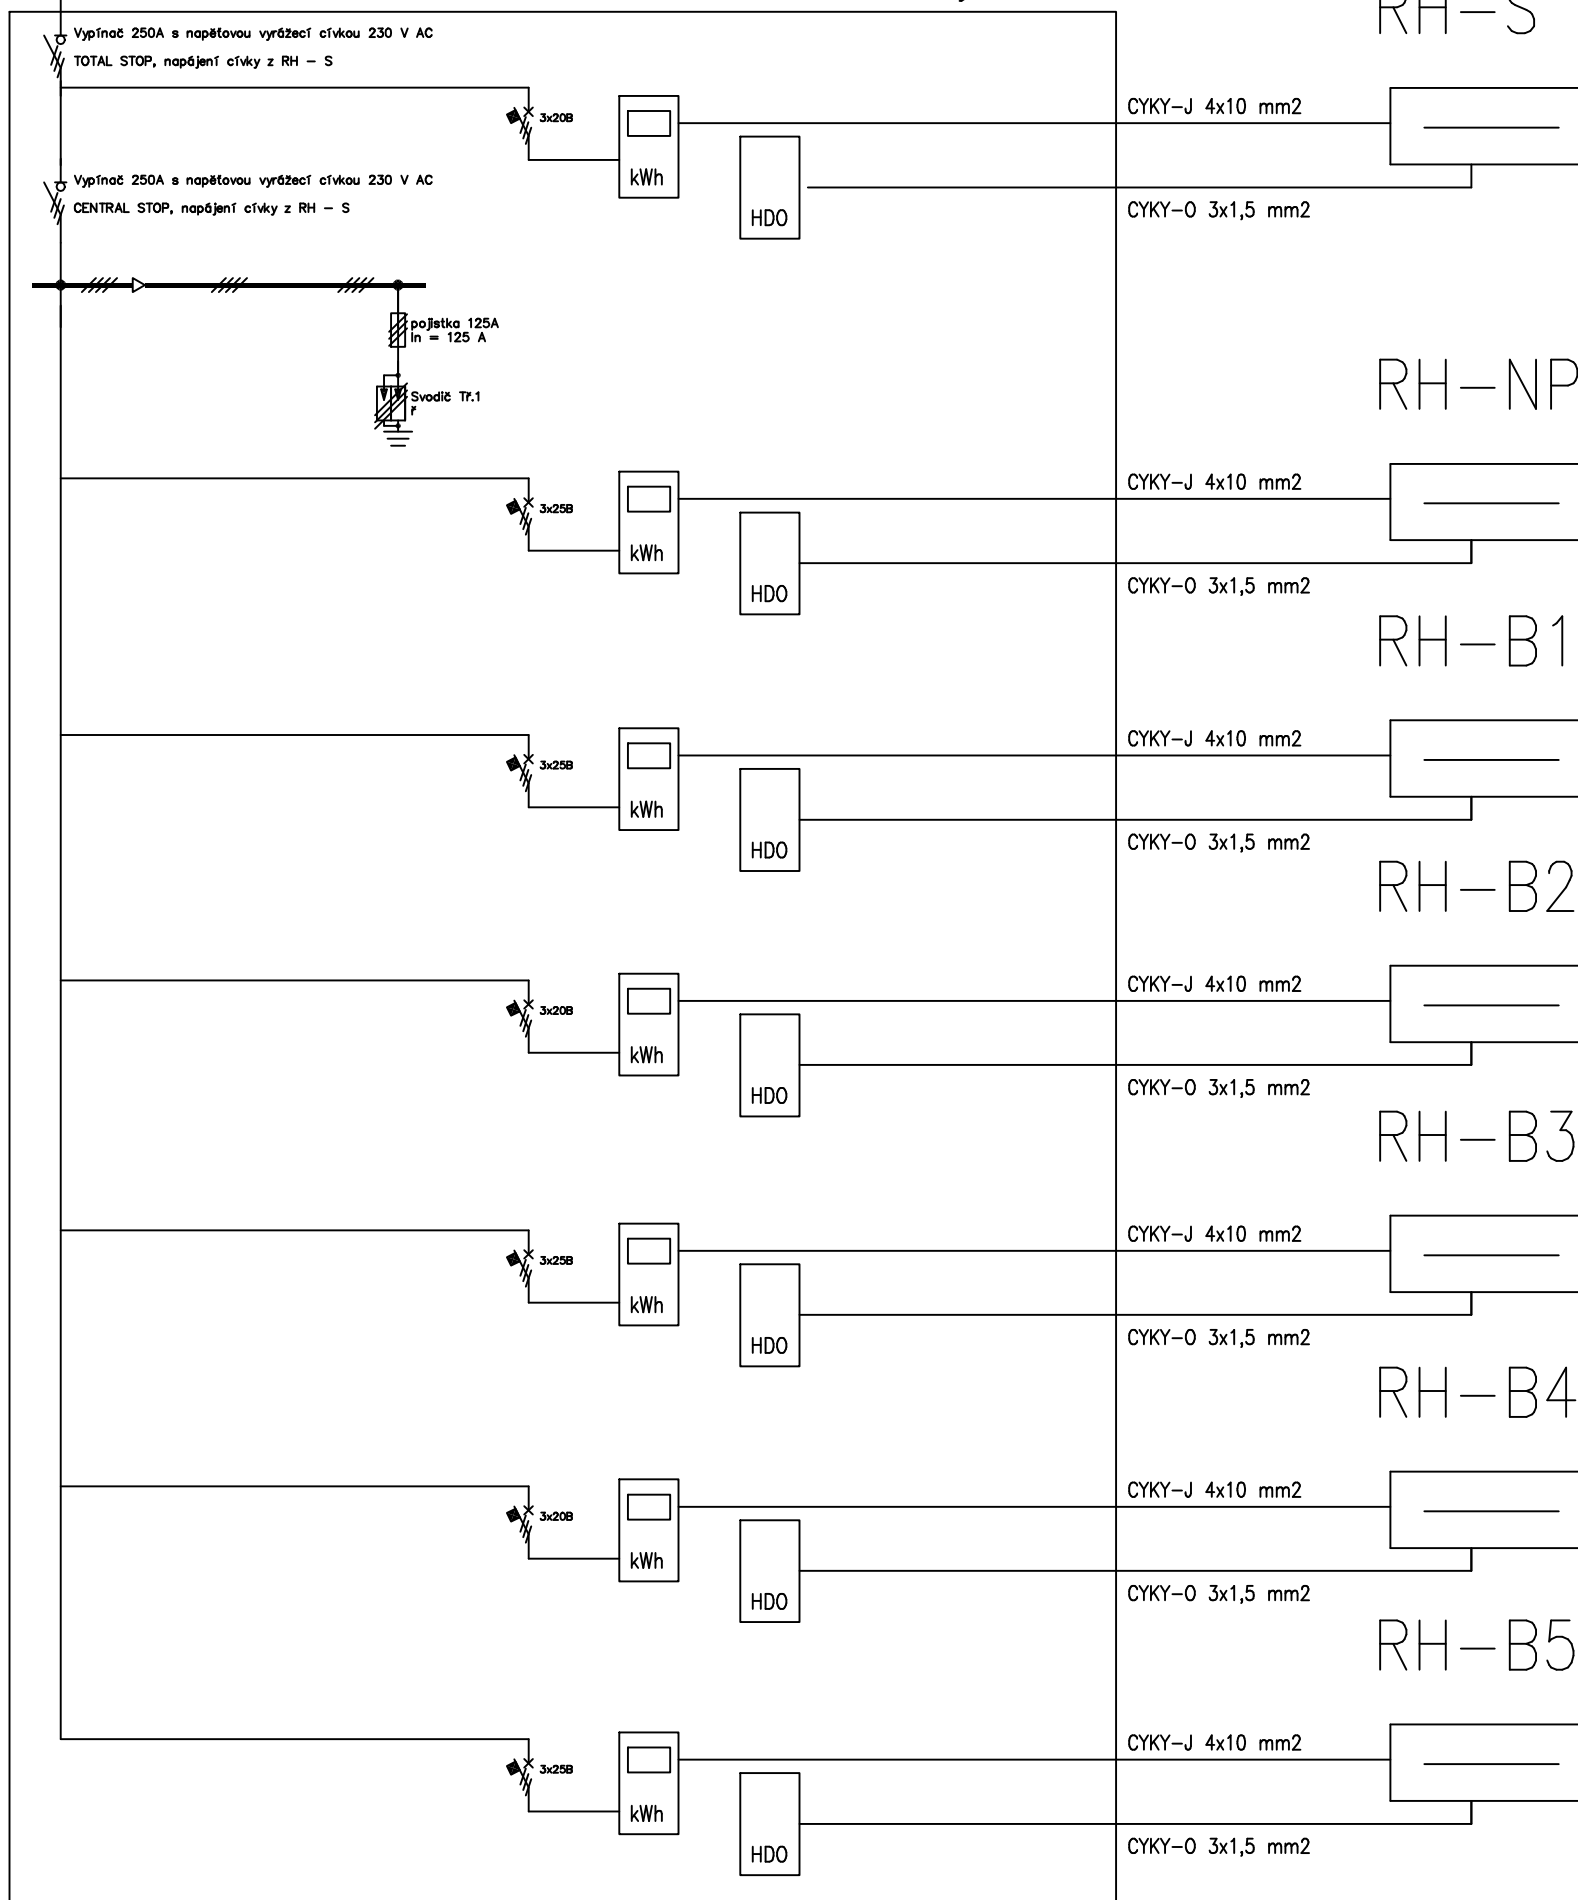 RH-S
Vypínač 250A s napěťovou vyrážecí cívkou 230 V AC
TOTAL STOP, napájení cívky z RH - S
3x20B
kWh
HDO
CYKY-J 4x10 mm2
CYKY-O 3x1,5 mm2
Vypínač 250A s napěťovou vyrážecí cívkou 230 V AC
CENTRAL STOP, napájení cívky z RH - S
pojistka 125A
In = 125 A
Svodič Tř.1
ř
RH-NP
3x25B
kWh
HDO
CYKY-J 4x10 mm2
CYKY-O 3x1,5 mm2
RH-B1
3x25B
kWh
HDO
CYKY-J 4x10 mm2
CYKY-O 3x1,5 mm2
RH-B2
3x20B
kWh
HDO
CYKY-J 4x10 mm2
CYKY-O 3x1,5 mm2
RH-B3
3x25B
kWh
HDO
CYKY-J 4x10 mm2
CYKY-O 3x1,5 mm2
RH-B4
3x20B
kWh
HDO
CYKY-J 4x10 mm2
CYKY-O 3x1,5 mm2
RH-B5
3x25B
kWh
HDO
CYKY-J 4x10 mm2
CYKY-O 3x1,5 mm2